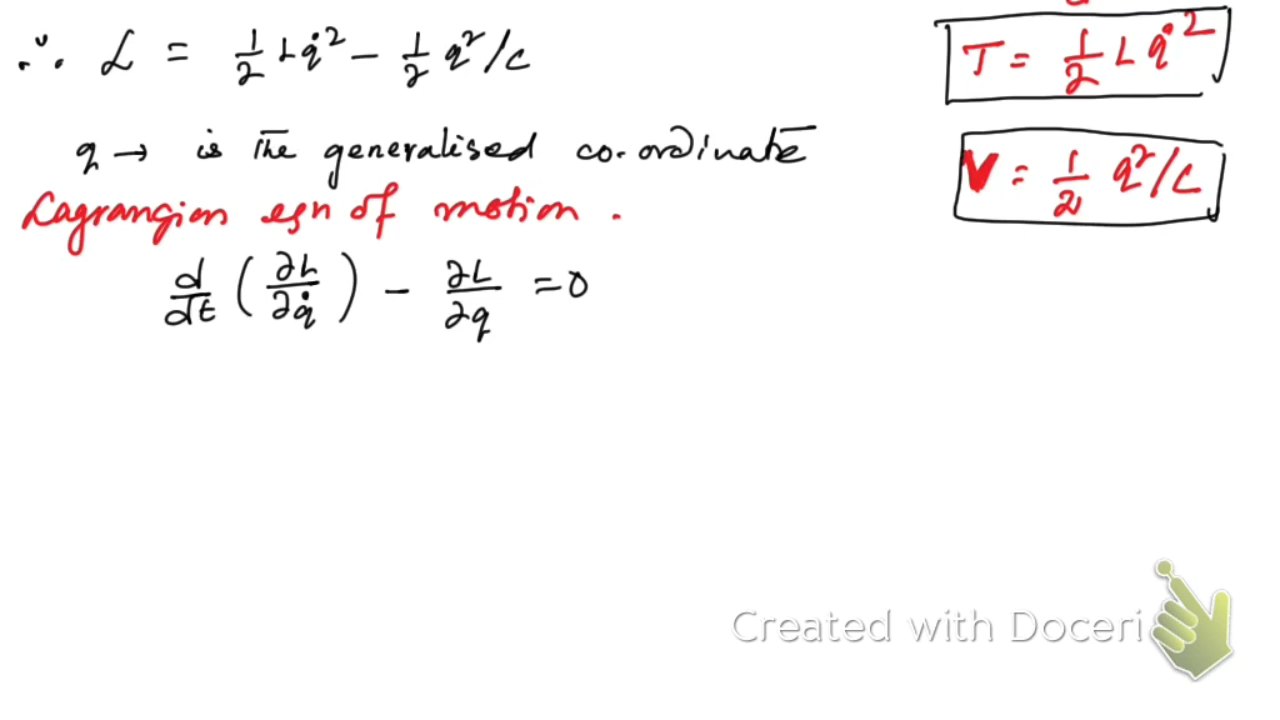 ∴ ℒ = 1/2 Lq̇² – 1/2 q²/C
T = 1/2 L q̇²
q → is the generalised co-ordinate
V = 1/2 q²/C
Lagrangian eqn of motion.
d/dt (∂L/∂q̇) – ∂L/∂q = 0
Created with Doceri